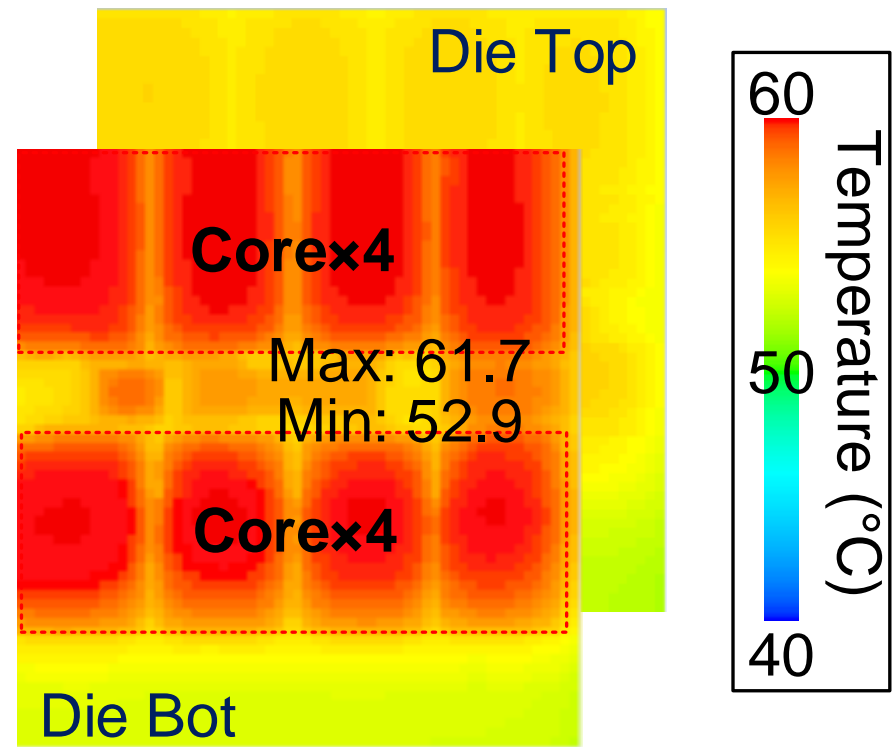 Die Top
Core×4
Max: 61.7
Min: 52.9
Core×4
Die Bot
60
50
40
Temperature (°C)